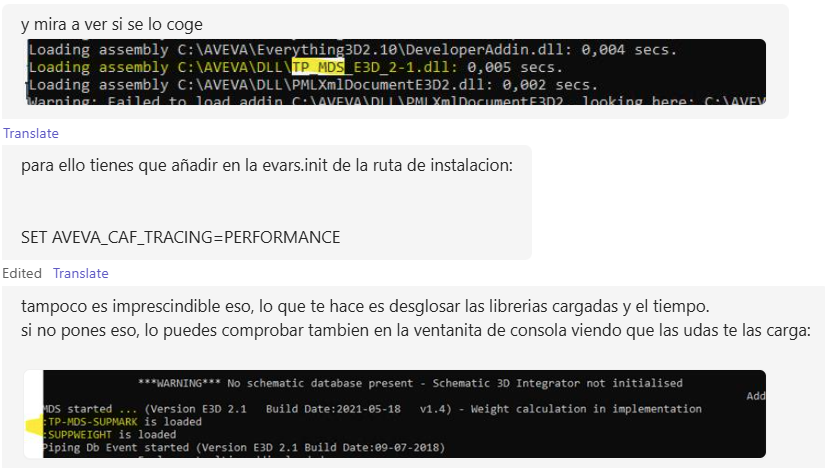 y mira a ver si se lo coge
Loading assembly C:\AVEVA\Everything3D2.10\DeveloperAddin.dll: 0,004 secs.
Loading assembly C:\AVEVA\DLL\TP_MDS_E3D_2-1.dll: 0,005 secs.
Loading assembly C:\AVEVA\DLL\PMLXmlDocumentE3D2.dll: 0,002 secs.
Warning: Failed to load addin C:\AVEVA\DLL\PMLXmlDocumentE3D2, looking here: C:\AVEV
Translate
para ello tienes que añadir en la evars.init de la ruta de instalacion:
SET AVEVA_CAF_TRACING=PERFORMANCE
Edited Translate
tampoco es imprescindible eso, lo que te hace es desglosar las librerias cargadas y el tiempo.
si no pones eso, lo puedes comprobar tambien en la ventanita de consola viendo que las udas te las carga:
***WARNING*** No schematic database present - Schematic 3D Integrator not initialised
Add
MDS started ... (Version E3D 2.1 Build Date:2021-05-18 v1.4) - Weight calculation in implementation
:TP-MDS-SUPMARK is loaded
:SUPPWEIGHT is loaded
Piping Db Event started (Version E3D 2.1 Build Date:09-07-2018)